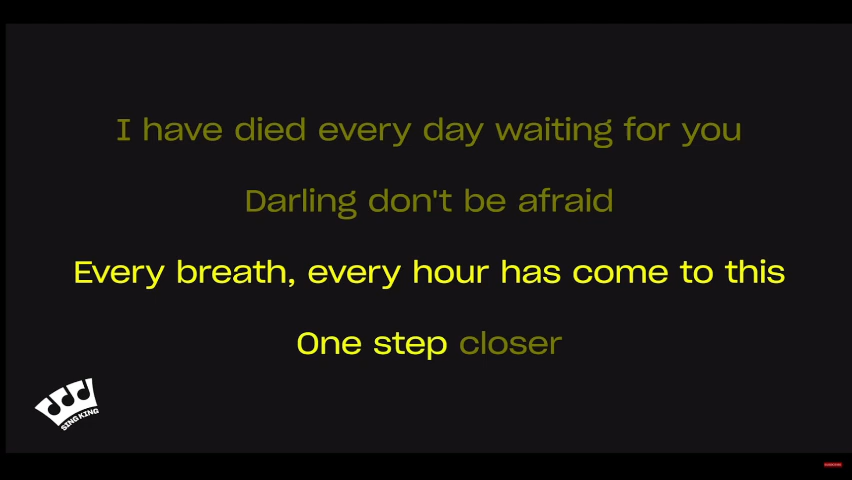 I have died every day waiting for you
Darling don't be afraid
Every breath, every hour has come to this
One step closer
SING KING